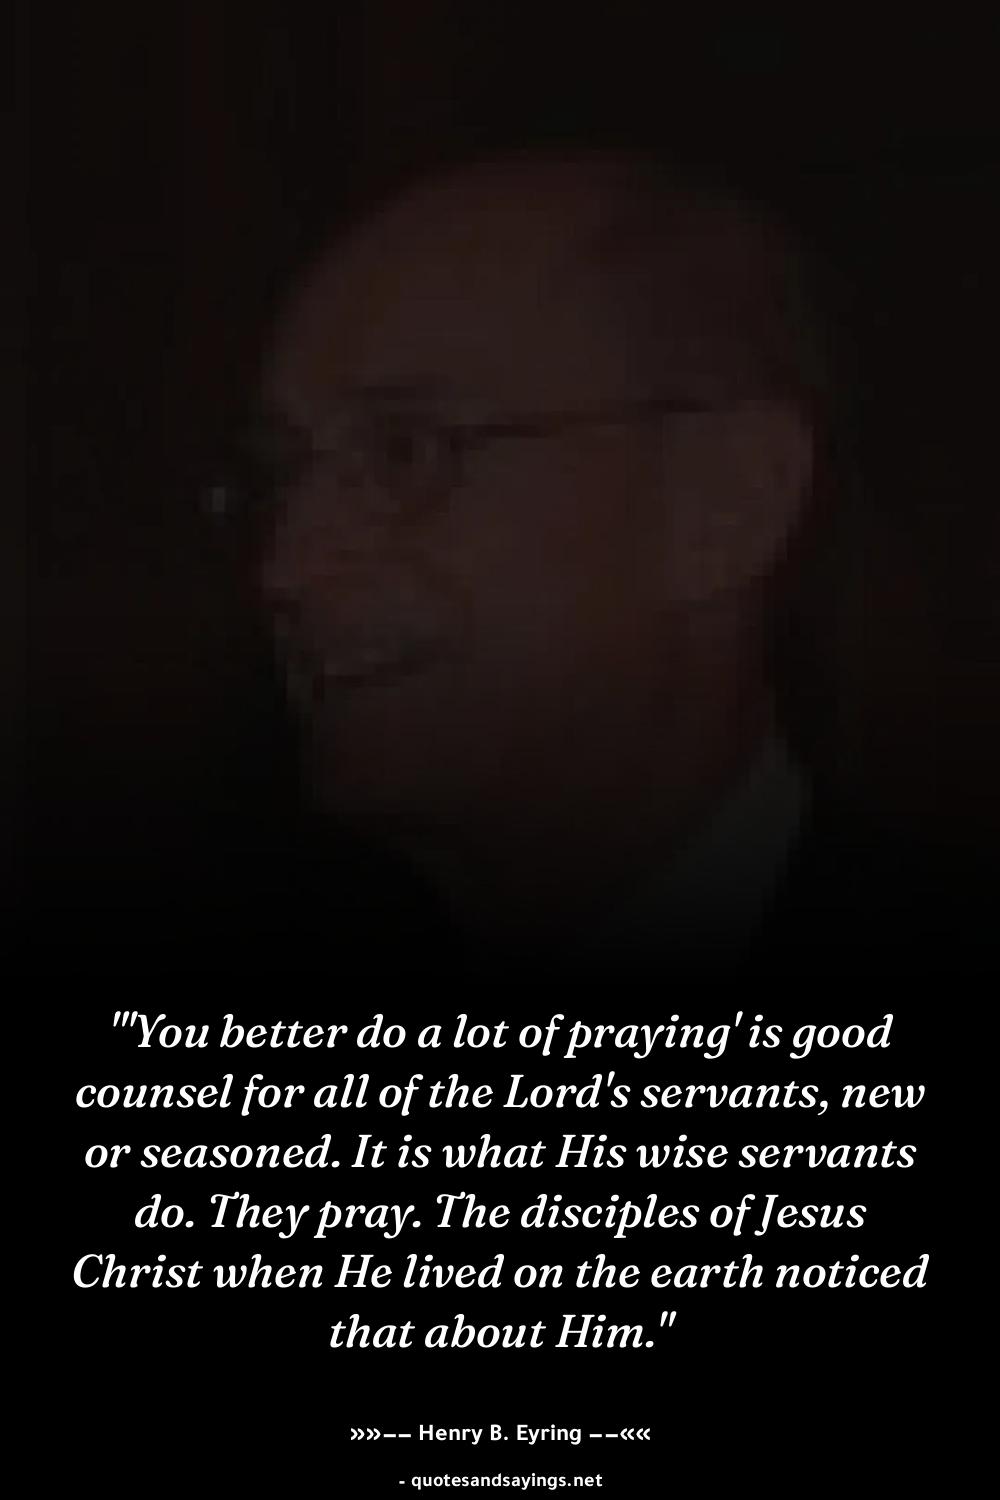 "'You better do a lot of praying' is good
counsel for all of the Lord's servants, new
or seasoned. It is what His wise servants
do. They pray. The disciples of Jesus
Christ when He lived on the earth noticed
that about Him."
»»–– Henry B. Eyring ––««
- quotesandsayings.net